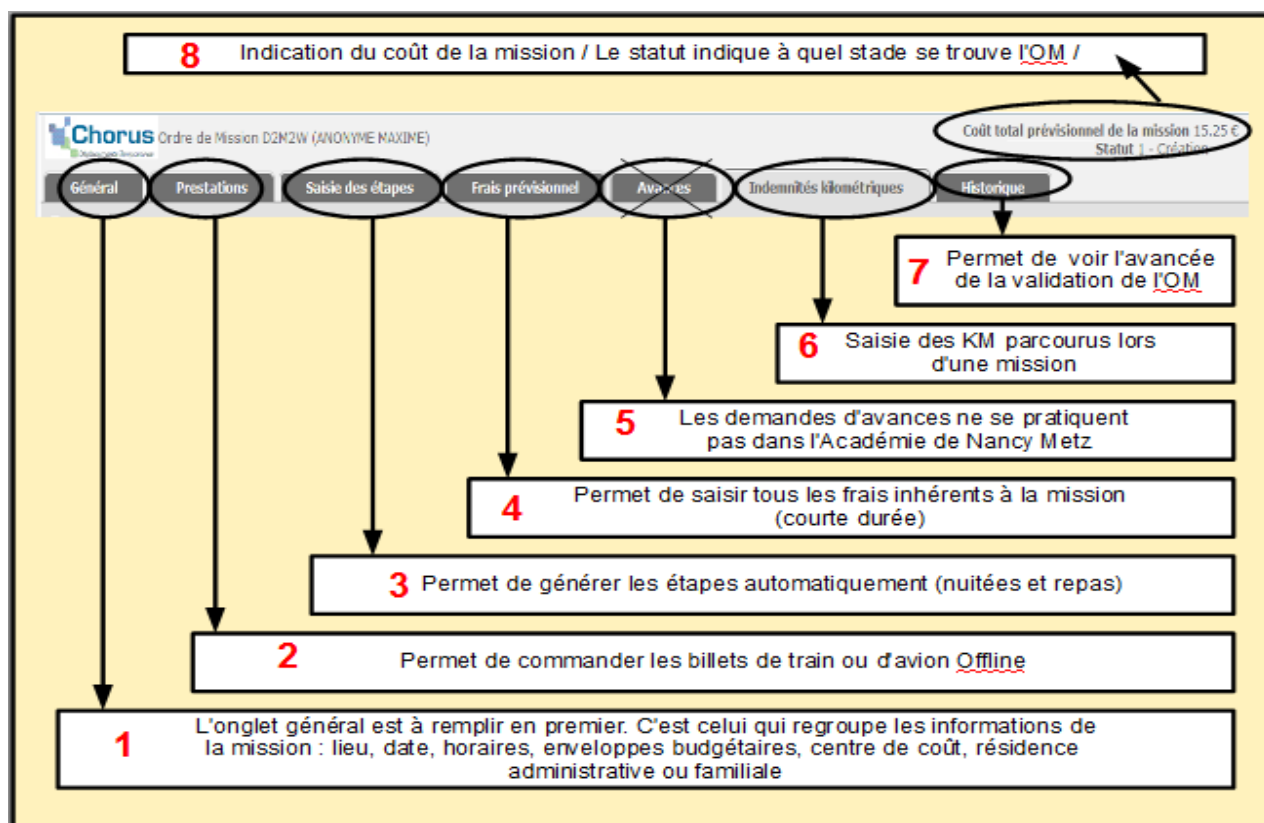 8 Indication du coût de la mission / Le statut indique à quel stade se trouve l'OM /
Chorus Ordre de Mission D2M2W (ANONYME MAXIME)
Coût total prévisionnel de la mission 15.25 €
Statut 1 - Création
Général Prestations Saisie des étapes Frais prévisionnel Avances Indemnités kilométriques Historique
7 Permet de voir l'avancée
de la validation de l'OM
6 Saisie des KM parcourus lors
d'une mission
5 Les demandes d'avances ne se pratiquent
pas dans l'Académie de Nancy Metz
4 Permet de saisir tous les frais inhérents à la mission
(courte durée)
3 Permet de générer les étapes automatiquement (nuitées et repas)
2 Permet de commander les billets de train ou d'avion Offline
1 L'onglet général est à remplir en premier. C'est celui qui regroupe les informations de
la mission : lieu, date, horaires, enveloppes budgétaires, centre de coût, résidence
administrative ou familiale